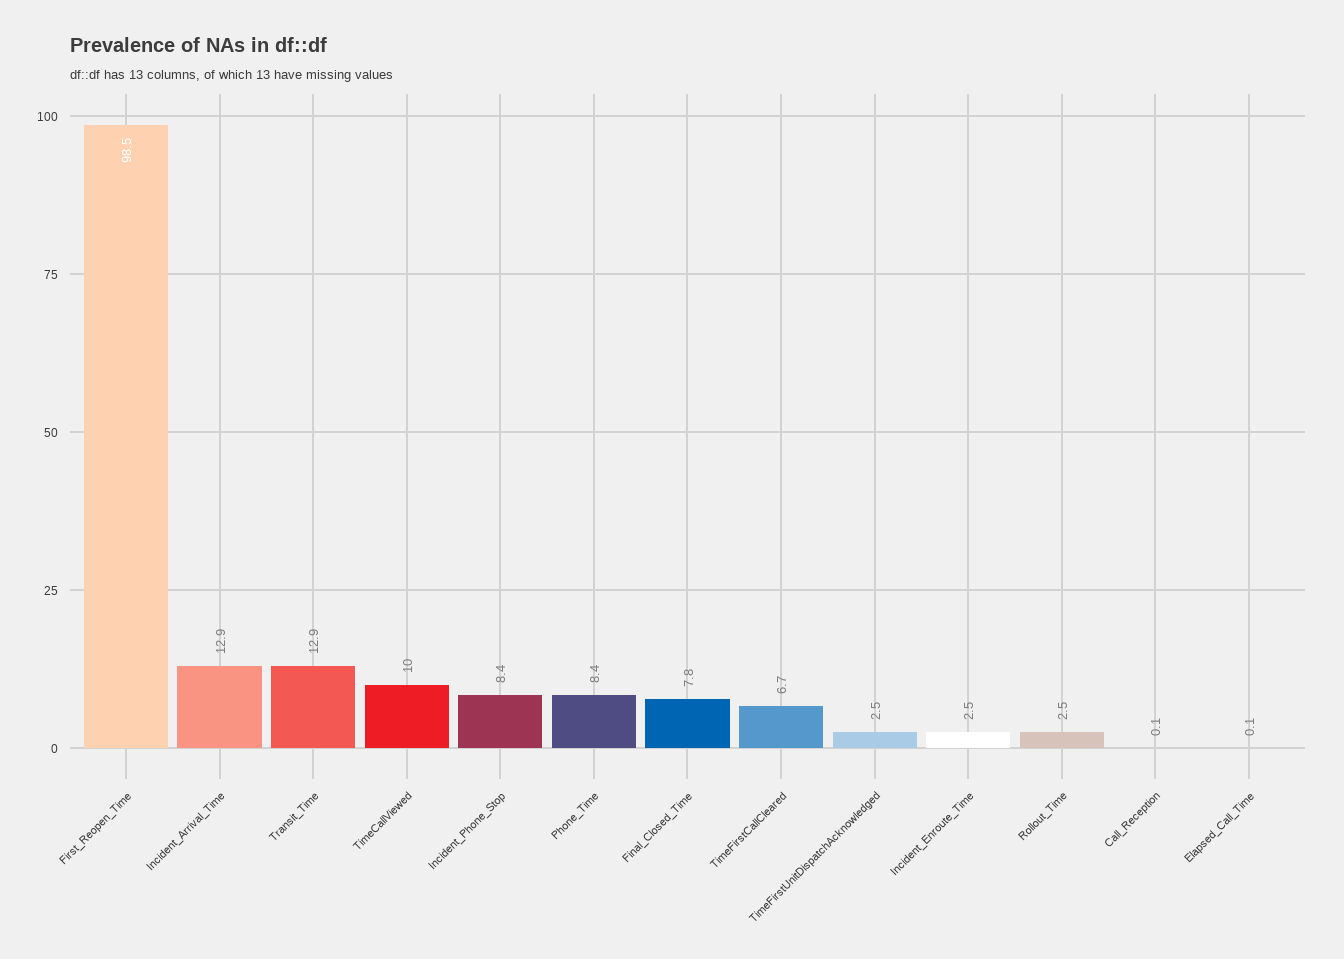 Prevalence of NAs in df::df
df::df has 13 columns, of which 13 have missing values
100
75
50
25
0
98.5
12.9
12.9
10
8.4
8.4
7.8
6.7
2.5
2.5
2.5
0.1
0.1
First_Reopen_Time
Incident_Arrival_Time
Transit_Time
TimeCallViewed
Incident_Phone_Stop
Phone_Time
Final_Closed_Time
TimeFirstCallCleared
TimeFirstUnitDispatchAcknowledged
Incident_Enroute_Time
Rollout_Time
Call_Reception
Elapsed_Call_Time